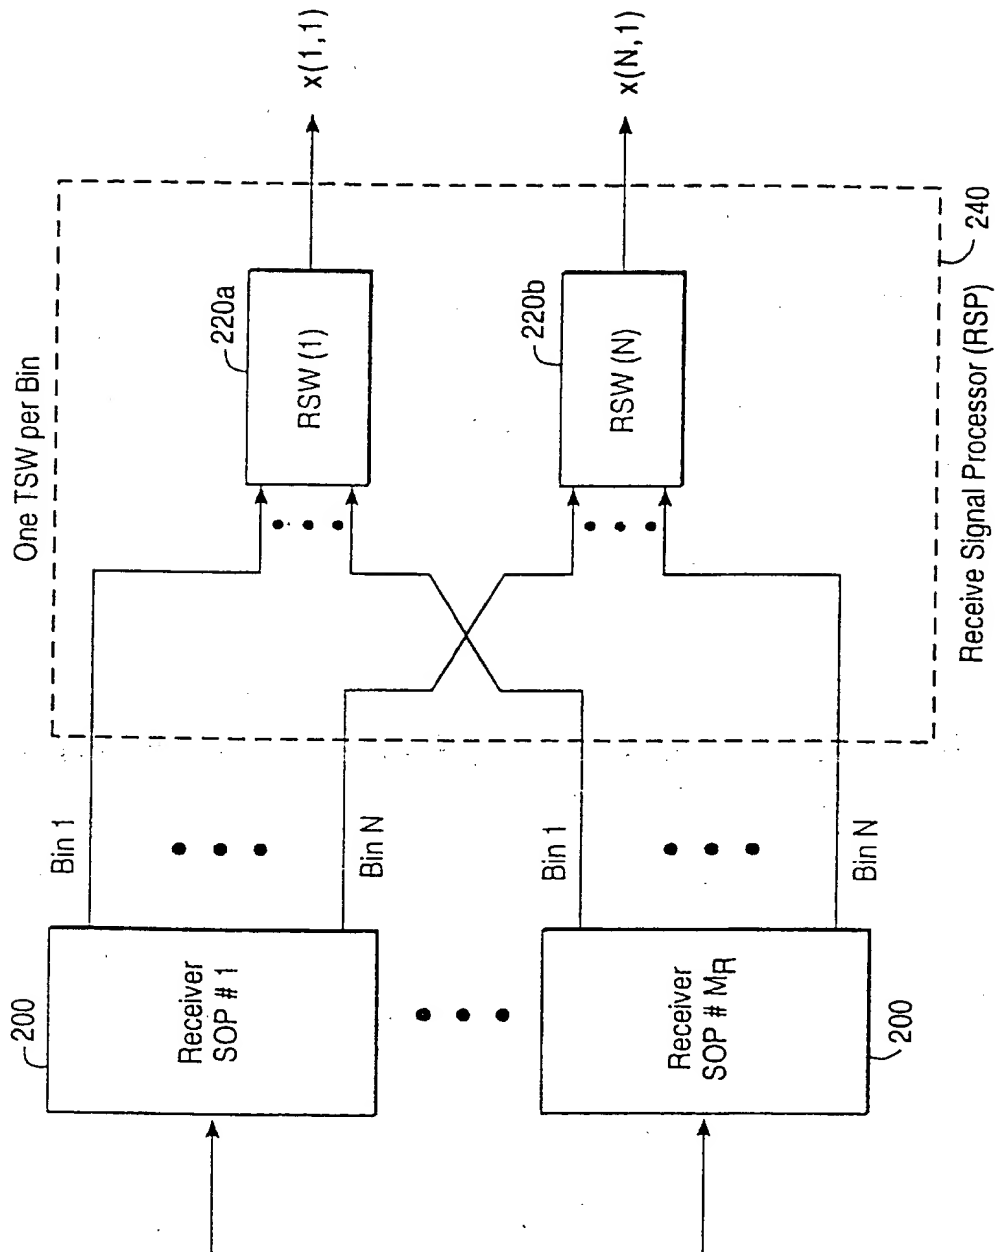 One TSW per Bin
200
Receiver
SOP # 1
Bin 1
Bin N
220a
RSW (1)
x(1,1)
Receiver
SOP # MR
200
Bin 1
Bin N
220b
RSW (N)
x(N,1)
240
Receive Signal Processor (RSP)